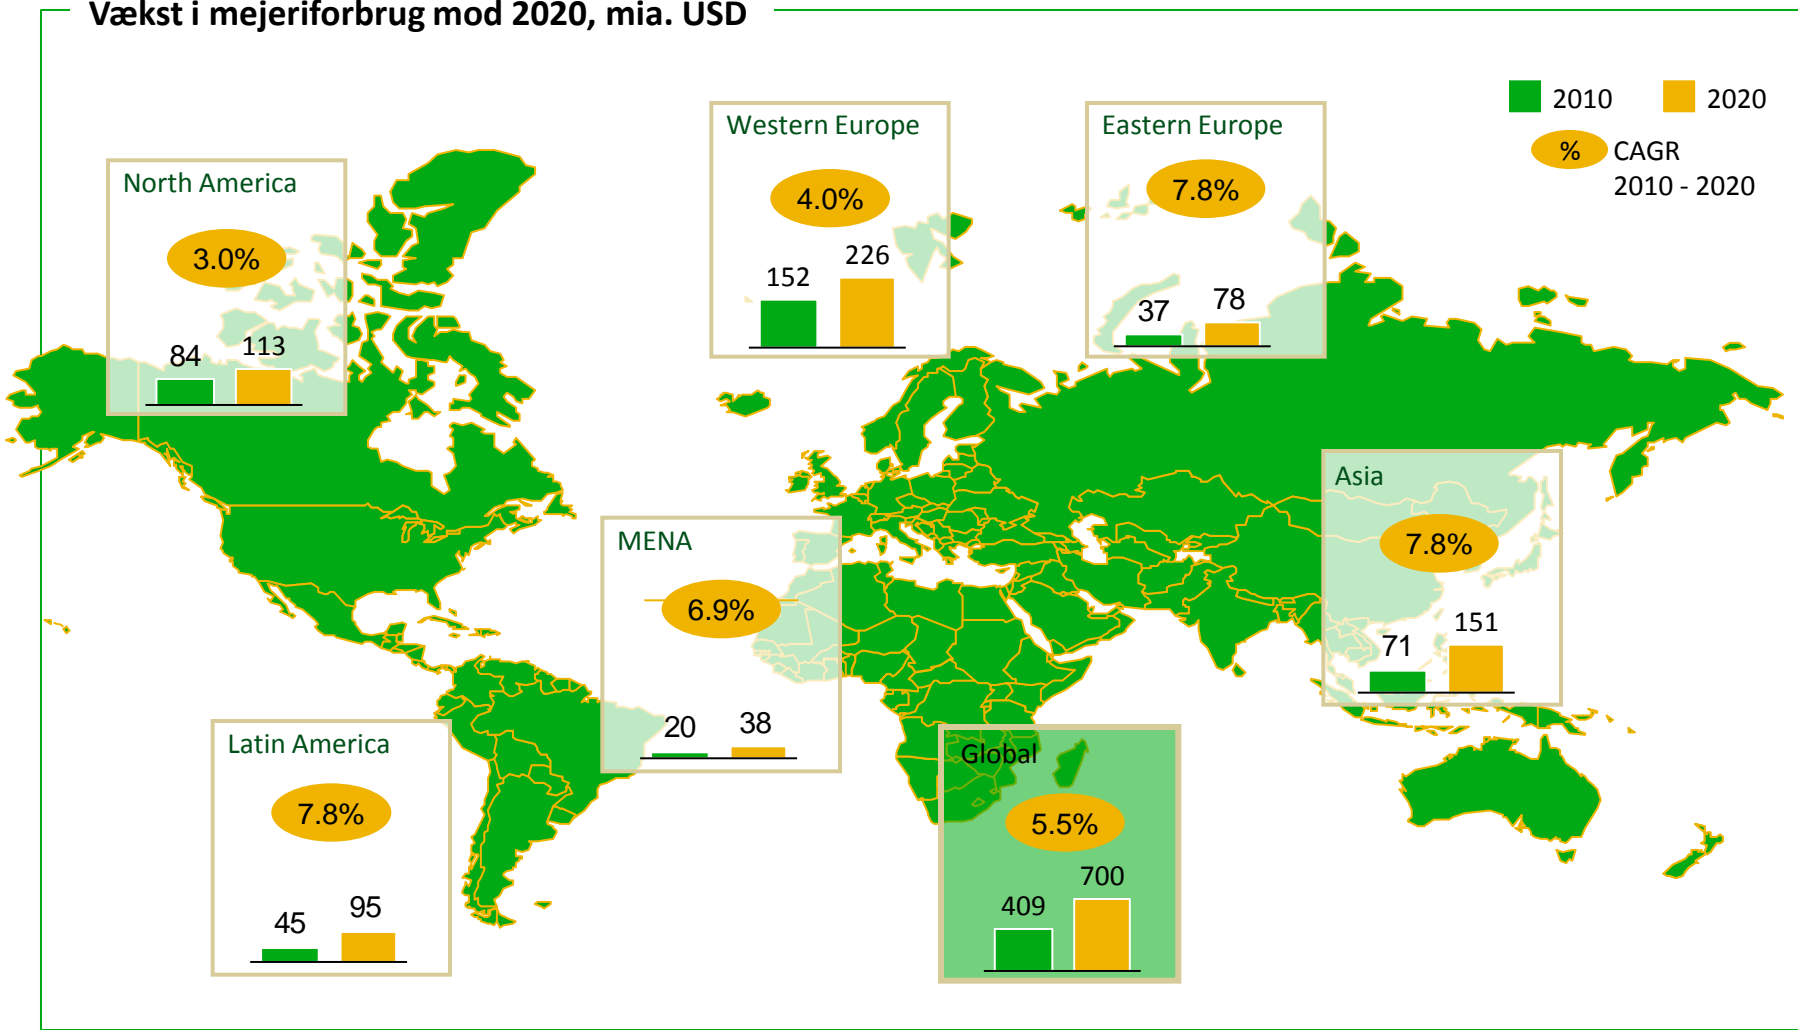 Vækst i mejeriforbrug mod 2020, mia. USD
2010
2020
%
CAGR
2010 - 2020
North America
3.0%
84
113
Western Europe
4.0%
152
226
Eastern Europe
7.8%
37
78
MENA
6.9%
20
38
Asia
7.8%
71
151
Latin America
7.8%
45
95
Global
5.5%
409
700